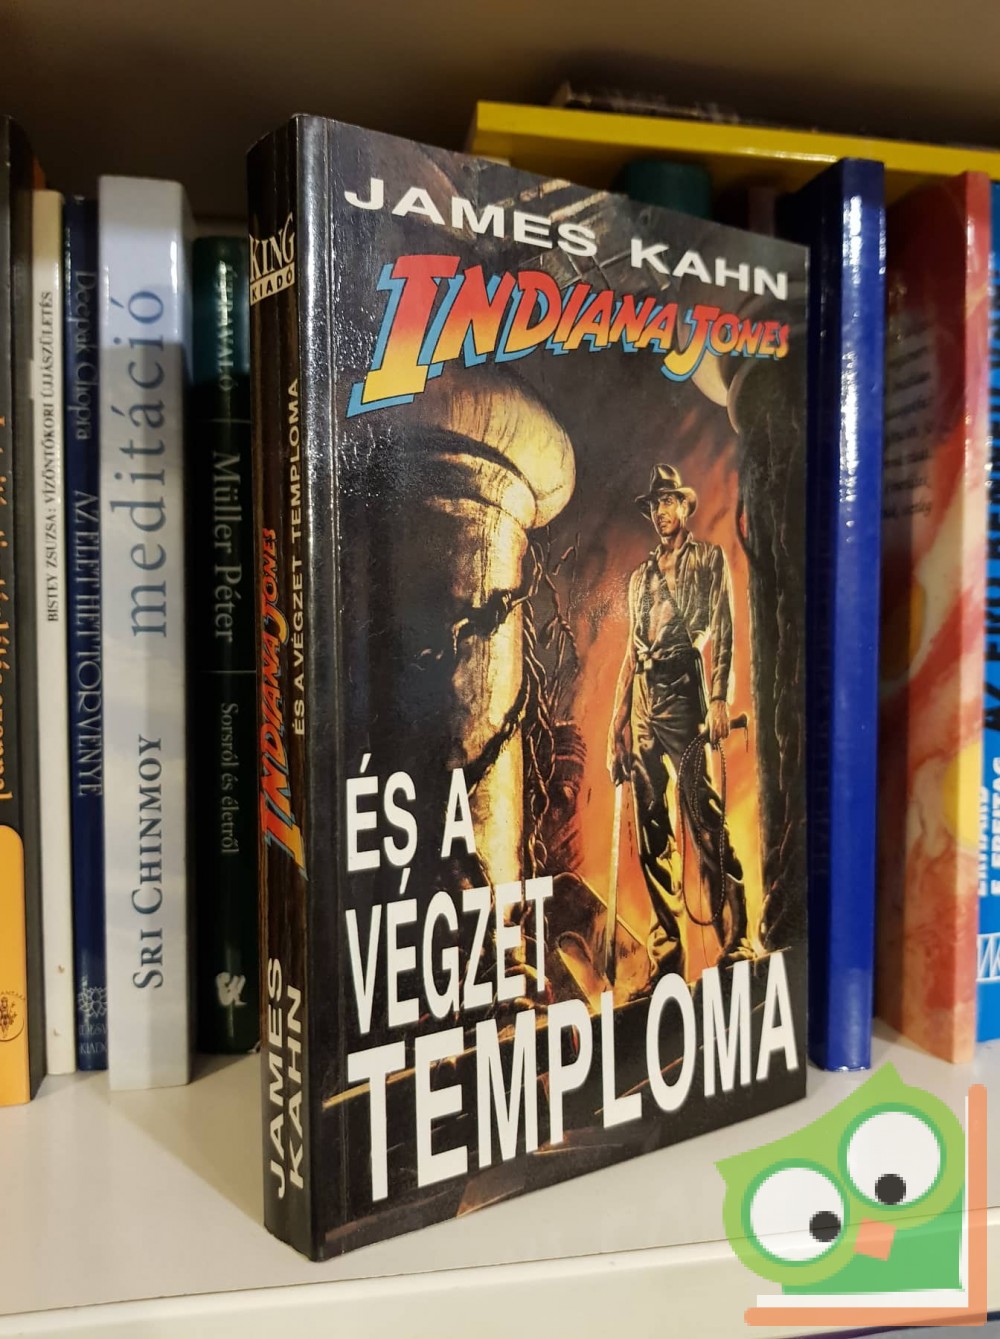 JAMES KAHN
INDIANA JONES
ÉS A
VÉGZET
TEMPLOMA
KING
KIADÓ
INDIANA JONES
ÉS A VÉGZET TEMPLOMA
JAMES
KAHN
BISTEY ZSUZSA: VÍZÖNTŐKORI ÚJJÁSZÜLETÉS
Deepak Chopra AZ ÉLET HÉT TÖRVÉNYE
SRI CHINMOY meditáció
Müller Péter
Sorsról és életről